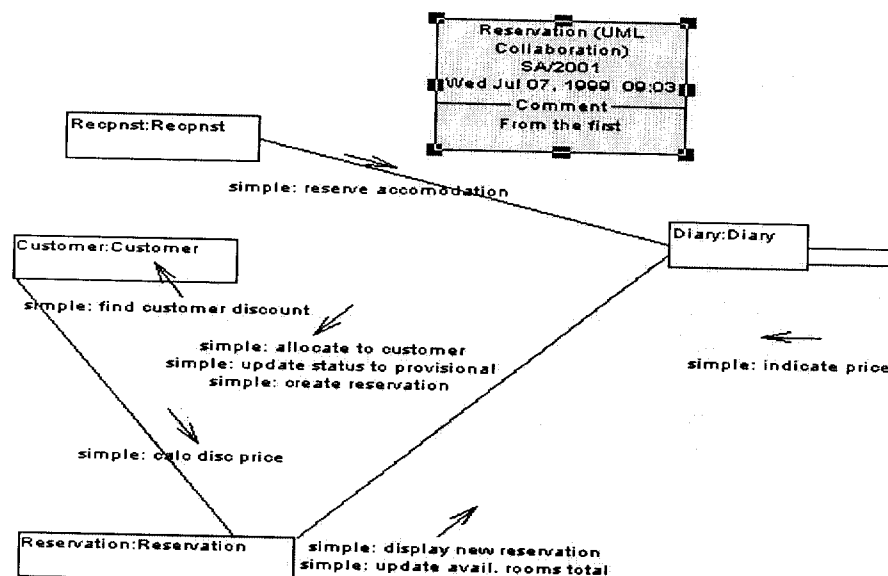 Reservation (UML
Collaboration)
SA/2001
Wed Jul 07, 1999 09:03
Comment
From the first
Recpnst:Recpnst
simple: reserve accomodation
Customer:Customer
Diary:Diary
simple: find customer discount
simple: allocate to customer
simple: update status to provisional
simple: create reservation
simple: indicate price
simple: calc disc price
Reservation:Reservation
simple: display new reservation
simple: update avail. rooms total